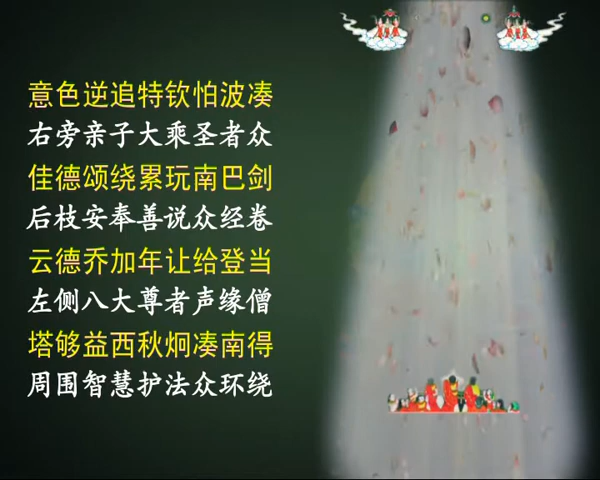 意色逆追特钦怕波凑
右旁亲子大乘圣者众
佳德颂绕累玩南巴剑
后枝安奉善说众经卷
云德乔加年让给登当
左侧八大尊者声缘僧
塔够益西秋炯凑南得
周围智慧护法众环绕